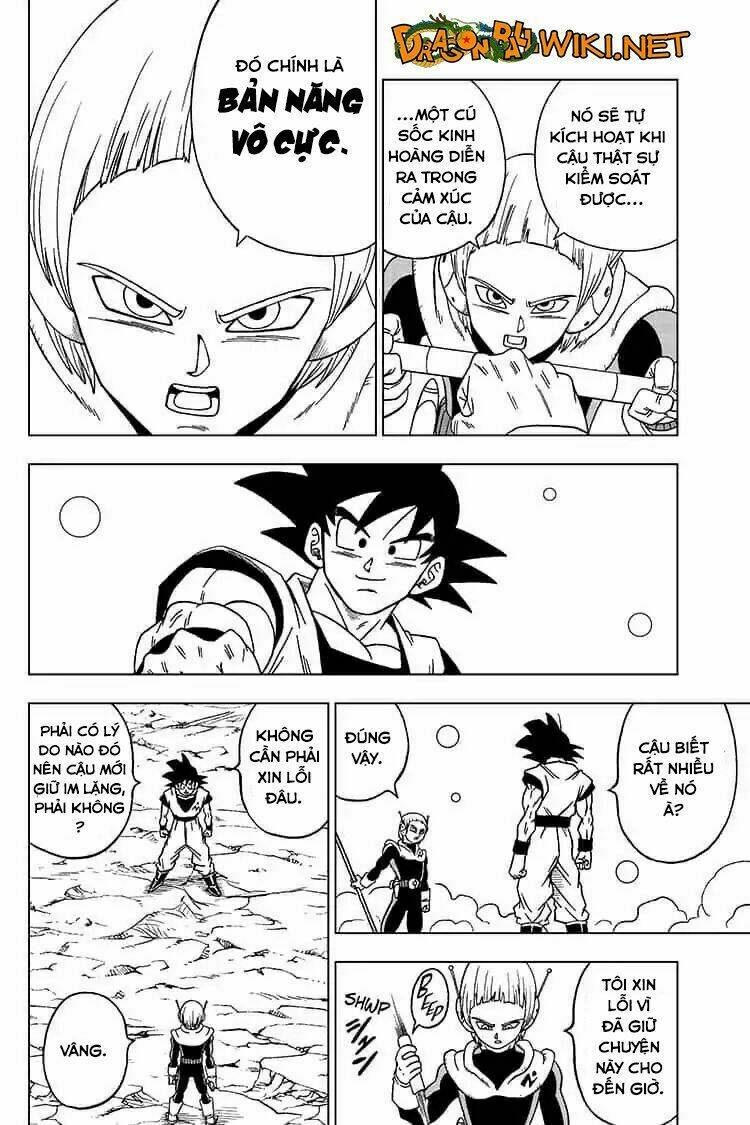 DRAGON BALL WIKI.NET
NÓ SẼ TỰ
KÍCH HOẠT KHI
CẬU THẬT SỰ
KIỂM SOÁT
ĐƯỢC...
...MỘT CÚ
SỐC KINH
HOÀNG DIỄN
RA TRONG
CẢM XÚC
CỦA CẬU.
ĐÓ CHÍNH LÀ
BẢN NĂNG
VÔ CỰC.
CẬU BIẾT
RẤT NHIỀU
VỀ NÓ
À?
ĐÚNG
VẬY.
TÔI XIN
LỖI VÌ
ĐÃ GIỮ
CHUYỆN
NÀY CHO
ĐẾN GIỜ.
BEEP
SHWP
KHÔNG
CẦN PHẢI
XIN LỖI
ĐÂU.
PHẢI CÓ LÝ
DO NÀO ĐÓ
NÊN CẬU MỚI
GIỮ IM LẶNG,
PHẢI KHÔNG
?
VÂNG.